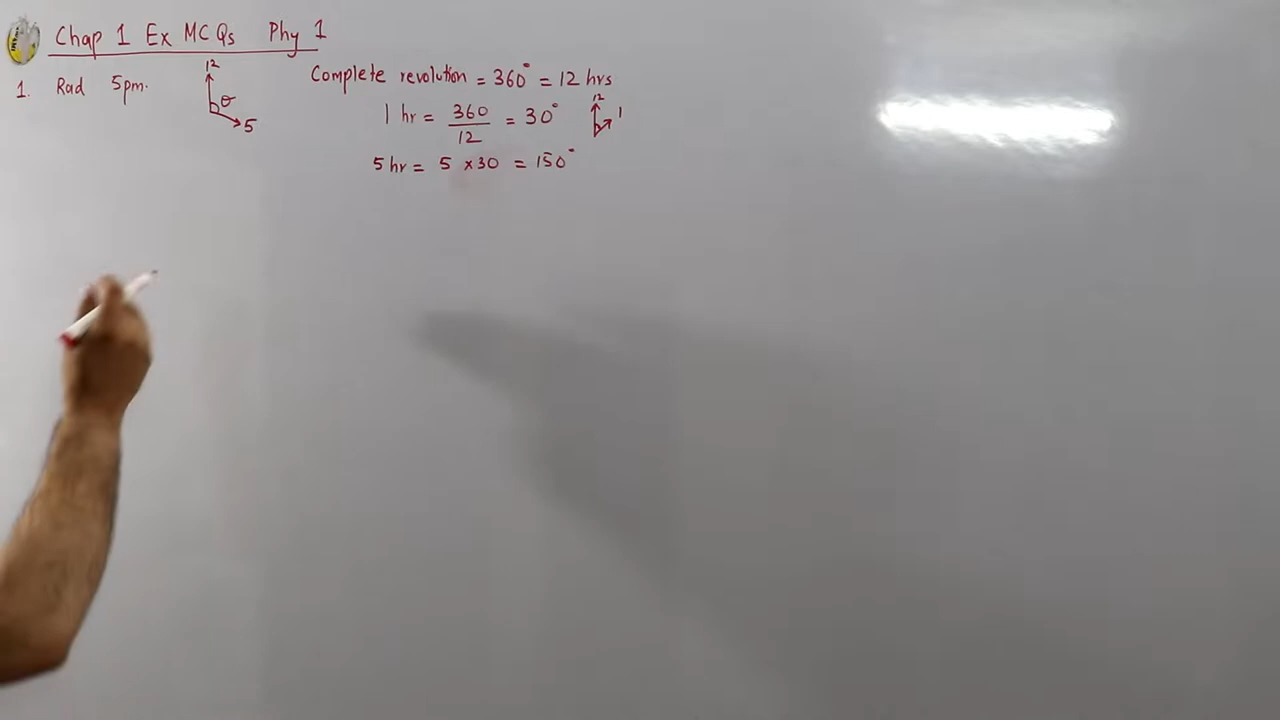 Chap 1 Ex MCQs Phy 1
1. Rad 5pm.
12
θ
5
Complete revolution = 360° = 12 hrs
1 hr = 360/12 = 30°
12
1
5 hr = 5 × 30 = 150°